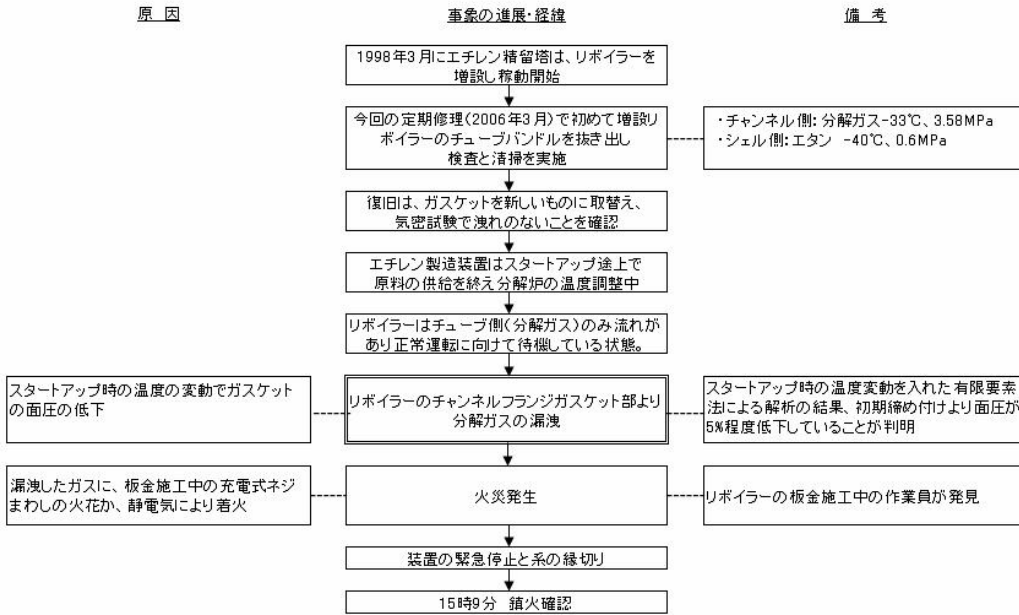 原 因
事象の進展・経緯
備 考
1998年3月にエチレン精留塔は、リボイラーを
増設し稼動開始
今回の定期修理(2006年3月)で初めて増設リ
ボイラーのチューブバンドルを抜き出し
検査と清掃を実施
・チャンネル側:分解ガス-33℃、3.58MPa
・シェル側:エタン -40℃、0.6MPa
復旧は、ガスケットを新しいものに取替え、
気密試験で洩れのないことを確認
エチレン製造装置はスタートアップ途上で
原料の供給を終え分解炉の温度調整中
リボイラーはチューブ側(分解ガス)のみ流れが
あり正常運転に向けて待機している状態。
スタートアップ時の温度の変動でガスケット
の面圧の低下
リボイラーのチャンネルフランジガスケット部より
分解ガスの漏洩
スタートアップ時の温度変動を入れた有限要素
法による解析の結果、初期締め付けより面圧が
5%程度低下していることが判明
漏洩したガスに、板金施工中の充電式ネジ
まわしの火花か、静電気により着火
火災発生
リボイラーの板金施工中の作業員が発見
装置の緊急停止と系の縁切り
15時9分 鎮火確認